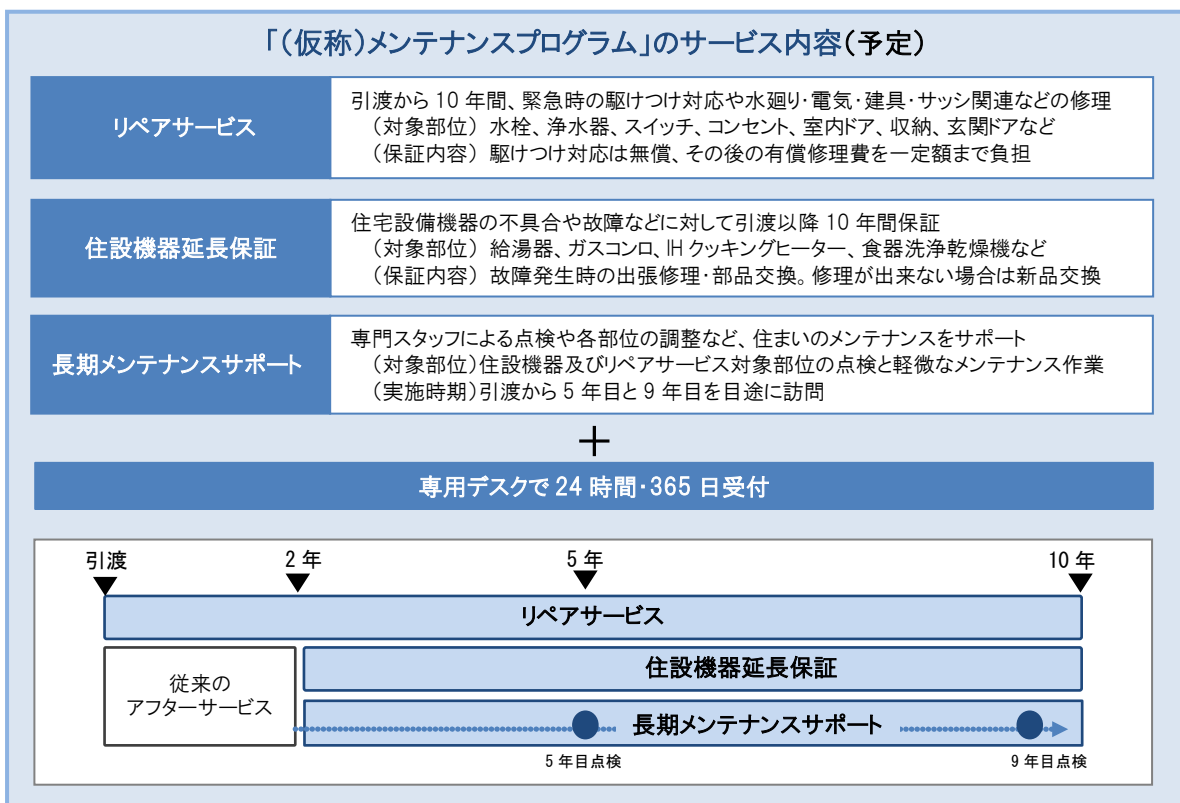 「(仮称)メンテナンスプログラム」のサービス内容(予定)
リペアサービス
引渡から 10 年間、緊急時の駆けつけ対応や水廻り・電気・建具・サッシ関連などの修理
(対象部位) 水栓、浄水器、スイッチ、コンセント、室内ドア、収納、玄関ドアなど
(保証内容) 駆けつけ対応は無償、その後の有償修理費を一定額まで負担
住設機器延長保証
住宅設備機器の不具合や故障などに対して引渡以降 10 年間保証
(対象部位) 給湯器、ガスコンロ、IH クッキングヒーター、食器洗浄乾燥機など
(保証内容) 故障発生時の出張修理・部品交換。修理が出来ない場合は新品交換
長期メンテナンスサポート
専門スタッフによる点検や各部位の調整など、住まいのメンテナンスをサポート
(対象部位)住設機器及びリペアサービス対象部位の点検と軽微なメンテナンス作業
(実施時期)引渡から 5 年目と 9 年目を目途に訪問
+
専用デスクで 24 時間・365 日受付
引渡 2 年 5 年 10 年
リペアサービス
従来の
アフターサービス
住設機器延長保証
長期メンテナンスサポート
5 年目点検 9 年目点検